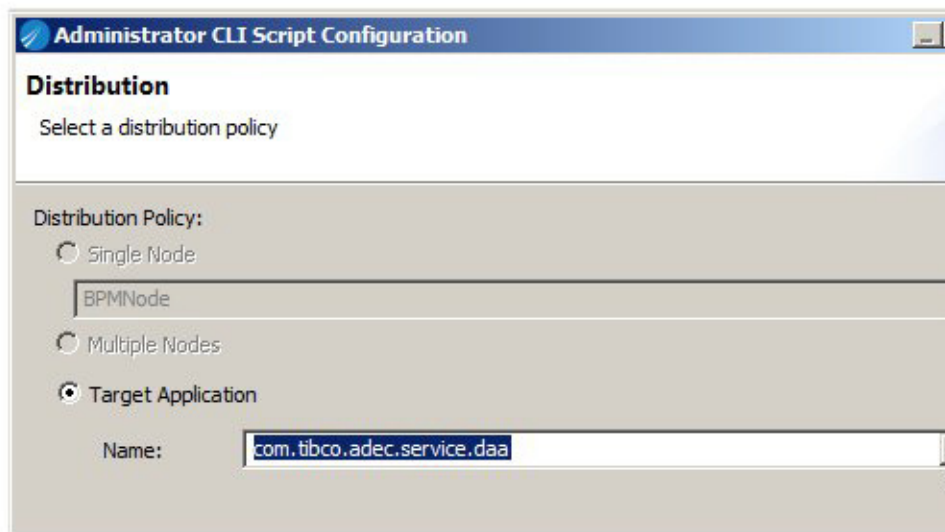 Administrator CLI Script Configuration
Distribution
Select a distribution policy
Distribution Policy:
Single Node
BPMNode
Multiple Nodes
Target Application
Name: com.tibco.adec.service.daa